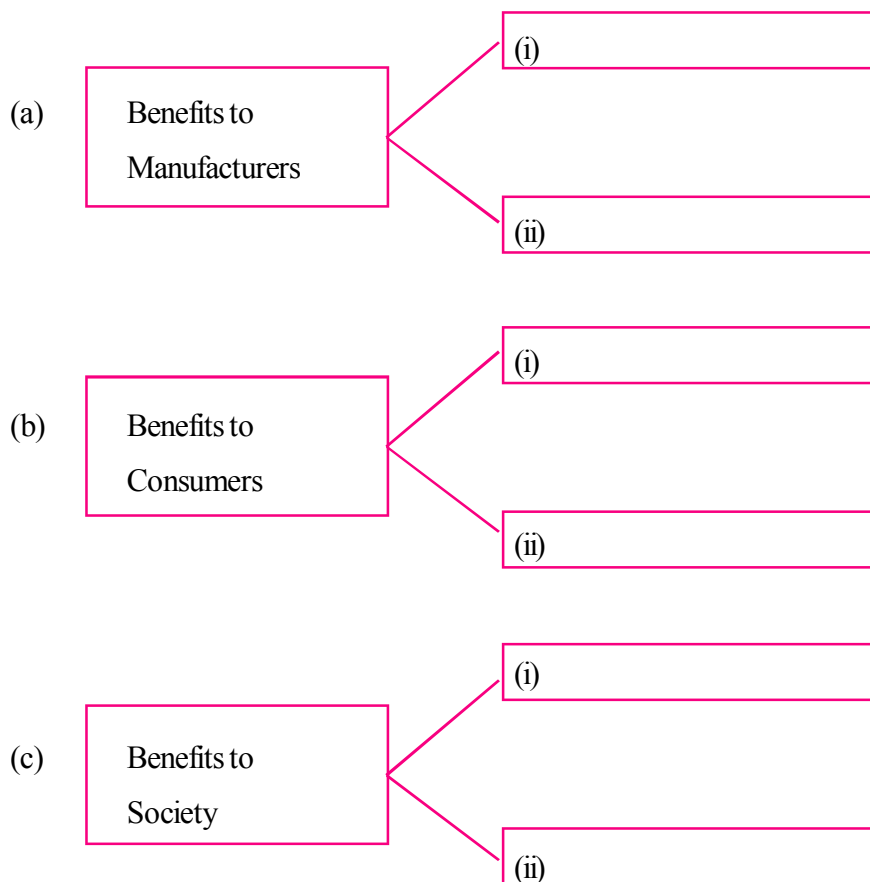 (i)
(a) Benefits to
Manufacturers
(ii)
(i)
(b) Benefits to
Consumers
(ii)
(i)
(c) Benefits to
Society
(ii)